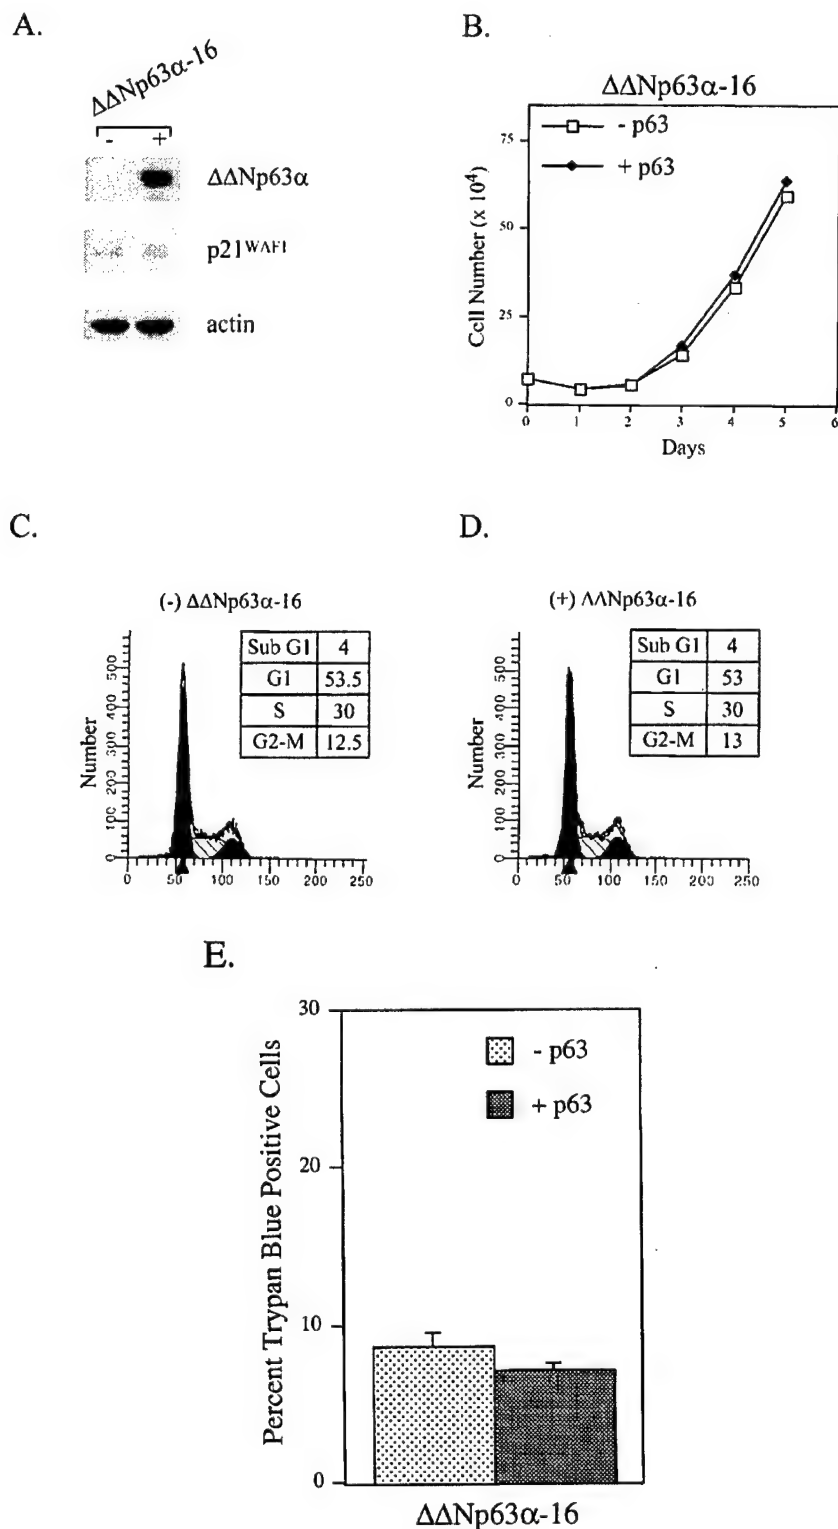 A.
ΔΔNp63α-16
- +
ΔΔNp63α
p21WAF1
actin
B.
ΔΔNp63α-16
- p63
+ p63
Cell Number (x 10⁴)
75
50
25
0
0 1 2 3 4 5 6
Days
C.
(-) ΔΔNp63α-16
Sub G1 4
G1 53.5
S 30
G2-M 12.5
Number
500
400
300
200
100
0
0 50 100 150 200 250
D.
(+) ΔΔNp63α-16
Sub G1 4
G1 53
S 30
G2-M 13
Number
500
400
300
200
100
0
0 50 100 150 200 250
E.
Percent Trypan Blue Positive Cells
30
20
10
0
- p63
+ p63
ΔΔNp63α-16